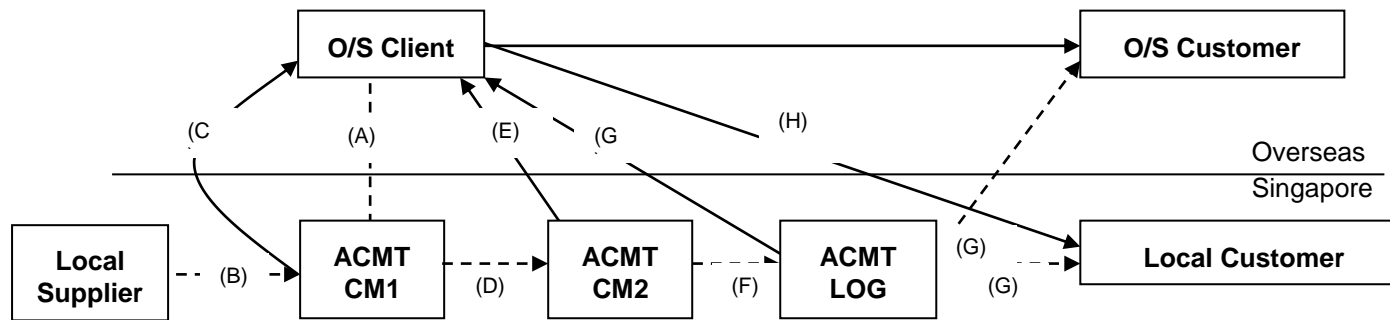 O/S Client
O/S Customer
(C
(A)
(E)
(G
(H)
Overseas
Singapore
Local
Supplier
(B)
ACMT
CM1
(D)
ACMT
CM2
(F)
ACMT
LOG
(G)
(G)
Local Customer